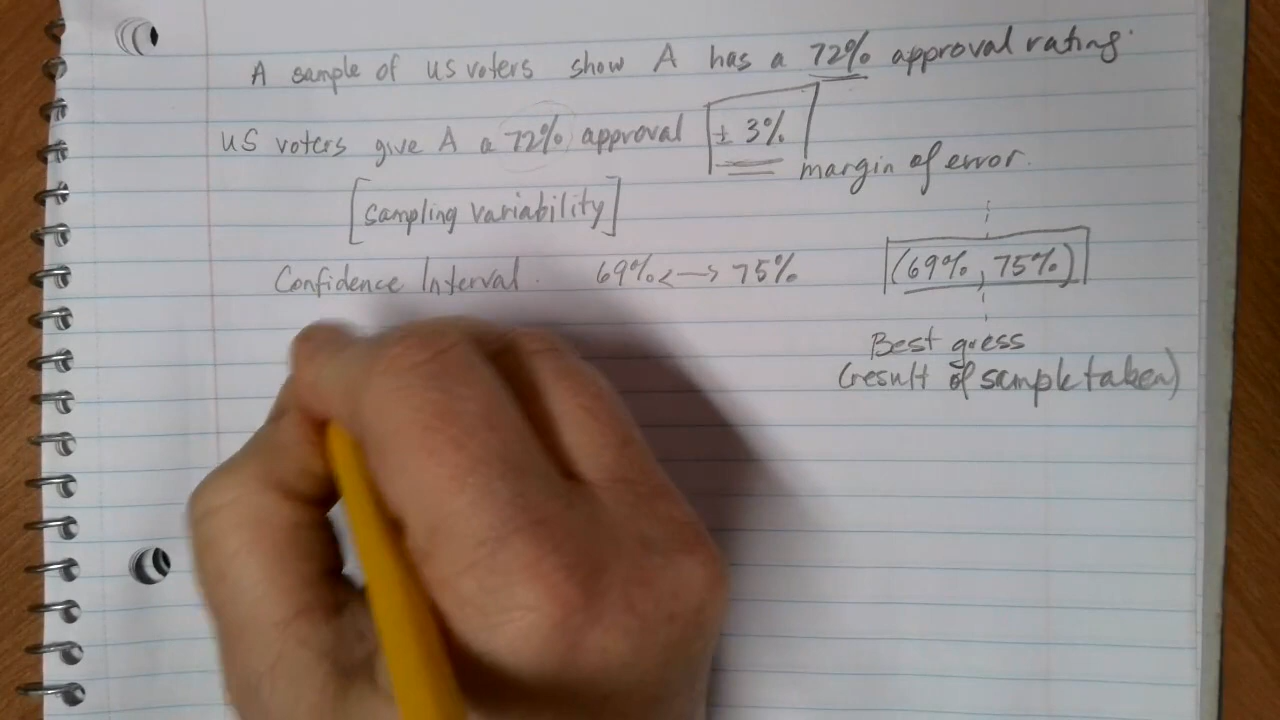 A sample of US voters show A has a 72% approval rating.
US voters give A a 72% approval ± 3%
margin of error.
[Sampling variability]
Confidence Interval. 69% <—> 75% (69%, 75%)
Best guess
(result of sample taken)